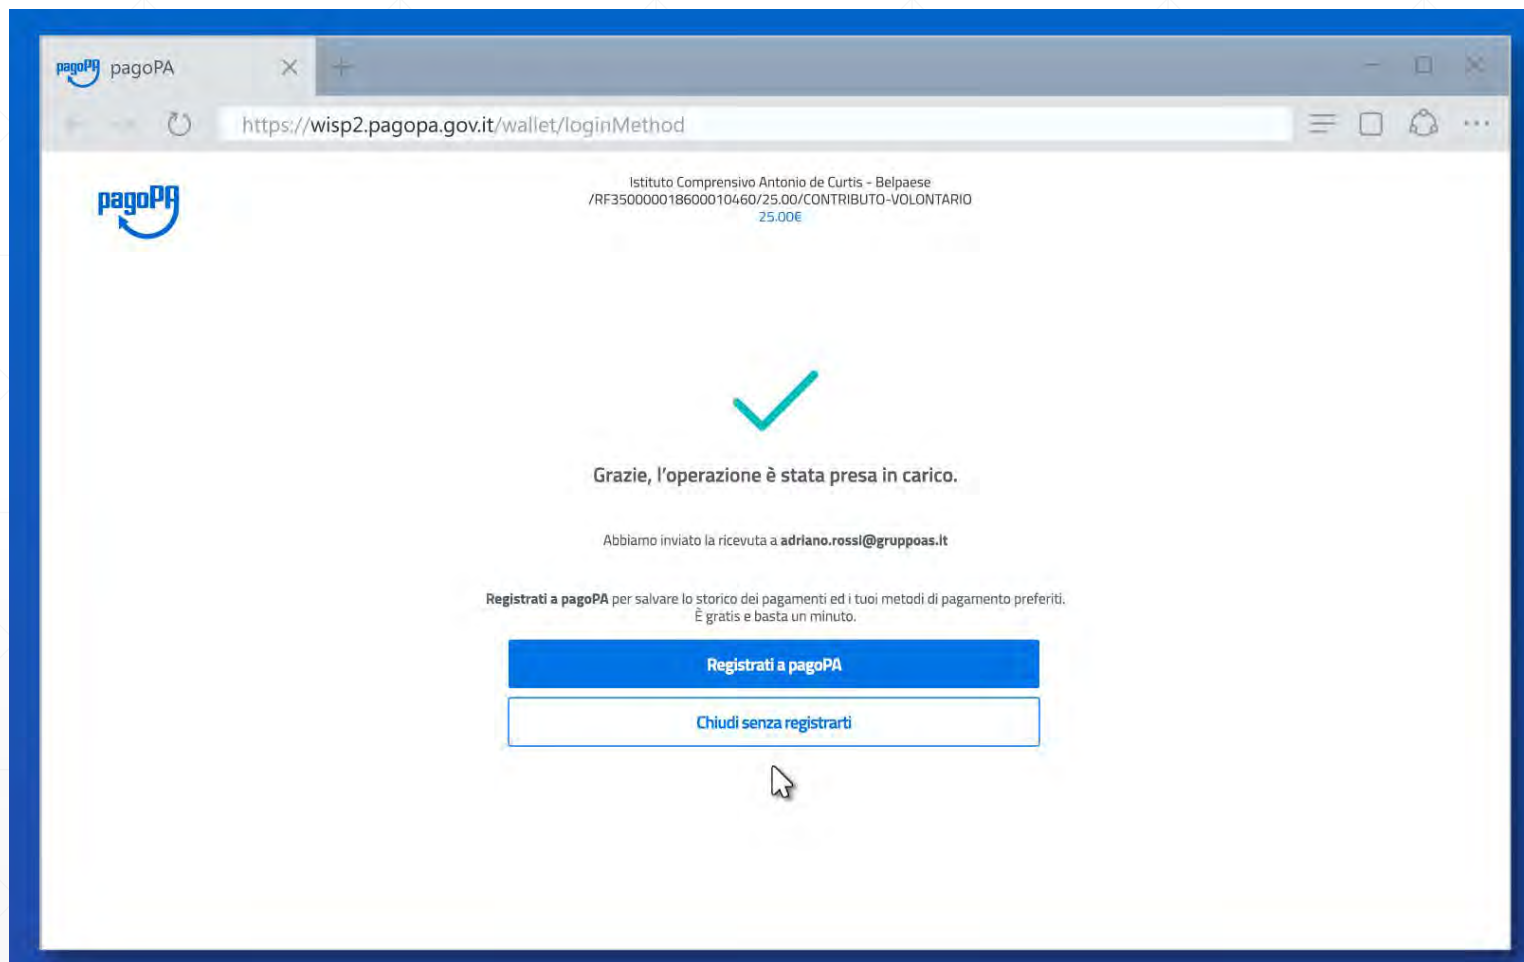 pagoPA pagoPA
https://wisp2.pagopa.gov.it/wallet/loginMethod
pagoPA
Istituto Comprensivo Antonio de Curtis - Belpaese
/RF350000018600010460/25.00/CONTRIBUTO-VOLONTARIO
25.00€
Grazie, l'operazione è stata presa in carico.
Abbiamo inviato la ricevuta a adriano.rossi@gruppoas.it
Registrati a pagoPA per salvare lo storico dei pagamenti ed i tuoi metodi di pagamento preferiti.
È gratis e basta un minuto.
Registrati a pagoPA
Chiudi senza registrarti